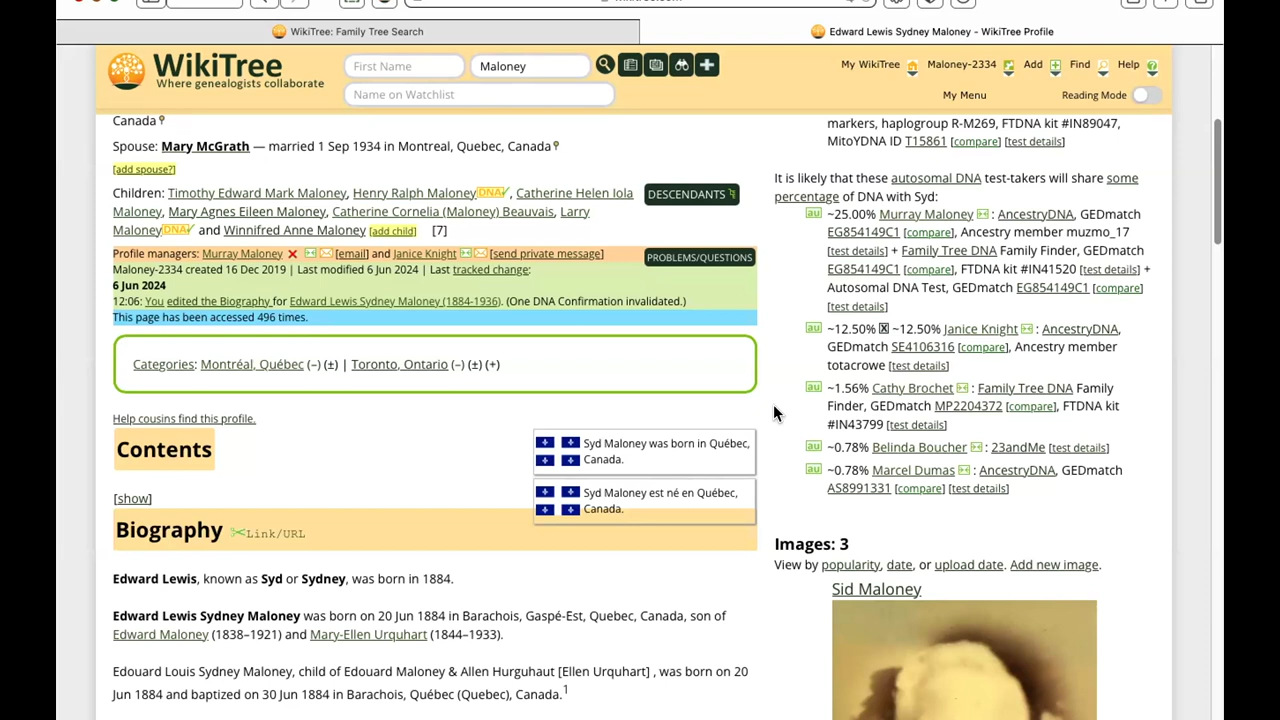 WikiTree: Family Tree Search
Edward Lewis Sydney Maloney - WikiTree Profile
WikiTree
Where genealogists collaborate
First Name
Maloney
Name on Watchlist
My WikiTree
Maloney-2334
Add
Find
Help
My Menu
Reading Mode
Canada
Spouse: Mary McGrath — married 1 Sep 1934 in Montreal, Quebec, Canada
[add spouse?]
Children: Timothy Edward Mark Maloney, Henry Ralph Maloney DNA, Catherine Helen Iola
Maloney, Mary Agnes Eileen Maloney, Catherine Cornelia (Maloney) Beauvais, Larry
Maloney DNA and Winnifred Anne Maloney [add child] [7]
DESCENDANTS
Profile managers: Murray Maloney [email] and Janice Knight [send private message]
PROBLEMS/QUESTIONS
Maloney-2334 created 16 Dec 2019 | Last modified 6 Jun 2024 | Last tracked change:
6 Jun 2024
12:06: You edited the Biography for Edward Lewis Sydney Maloney (1884-1936). (One DNA Confirmation invalidated.)
This page has been accessed 496 times.
Categories: Montréal, Québec (−) (±) | Toronto, Ontario (−) (±) (+)
Help cousins find this profile.
Contents
Syd Maloney was born in Québec,
Canada.
[show]
Syd Maloney est né en Québec,
Canada.
Biography Link/URL
Edward Lewis, known as Syd or Sydney, was born in 1884.
Edward Lewis Sydney Maloney was born on 20 Jun 1884 in Barachois, Gaspé-Est, Quebec, Canada, son of
Edward Maloney (1838–1921) and Mary-Ellen Urquhart (1844–1933).
Edouard Louis Sydney Maloney, child of Edouard Maloney & Allen Hurguhaut [Ellen Urquhart] , was born on 20
Jun 1884 and baptized on 30 Jun 1884 in Barachois, Québec (Quebec), Canada.1
markers, haplogroup R-M269, FTDNA kit #IN89047,
MitoYDNA ID T15861 [compare] [test details]
It is likely that these autosomal DNA test-takers will share some
percentage of DNA with Syd:
au ~25.00% Murray Maloney : AncestryDNA, GEDmatch
EG854149C1 [compare], Ancestry member muzmo_17
[test details] + Family Tree DNA Family Finder, GEDmatch
EG854149C1 [compare], FTDNA kit #IN41520 [test details] +
Autosomal DNA Test, GEDmatch EG854149C1 [compare]
[test details]
au ~12.50% X ~12.50% Janice Knight : AncestryDNA,
GEDmatch SE4106316 [compare], Ancestry member
totacrowe [test details]
au ~1.56% Cathy Brochet : Family Tree DNA Family
Finder, GEDmatch MP2204372 [compare], FTDNA kit
#IN43799 [test details]
au ~0.78% Belinda Boucher : 23andMe [test details]
au ~0.78% Marcel Dumas : AncestryDNA, GEDmatch
AS8991331 [compare] [test details]
Images: 3
View by popularity, date, or upload date. Add new image.
Sid Maloney